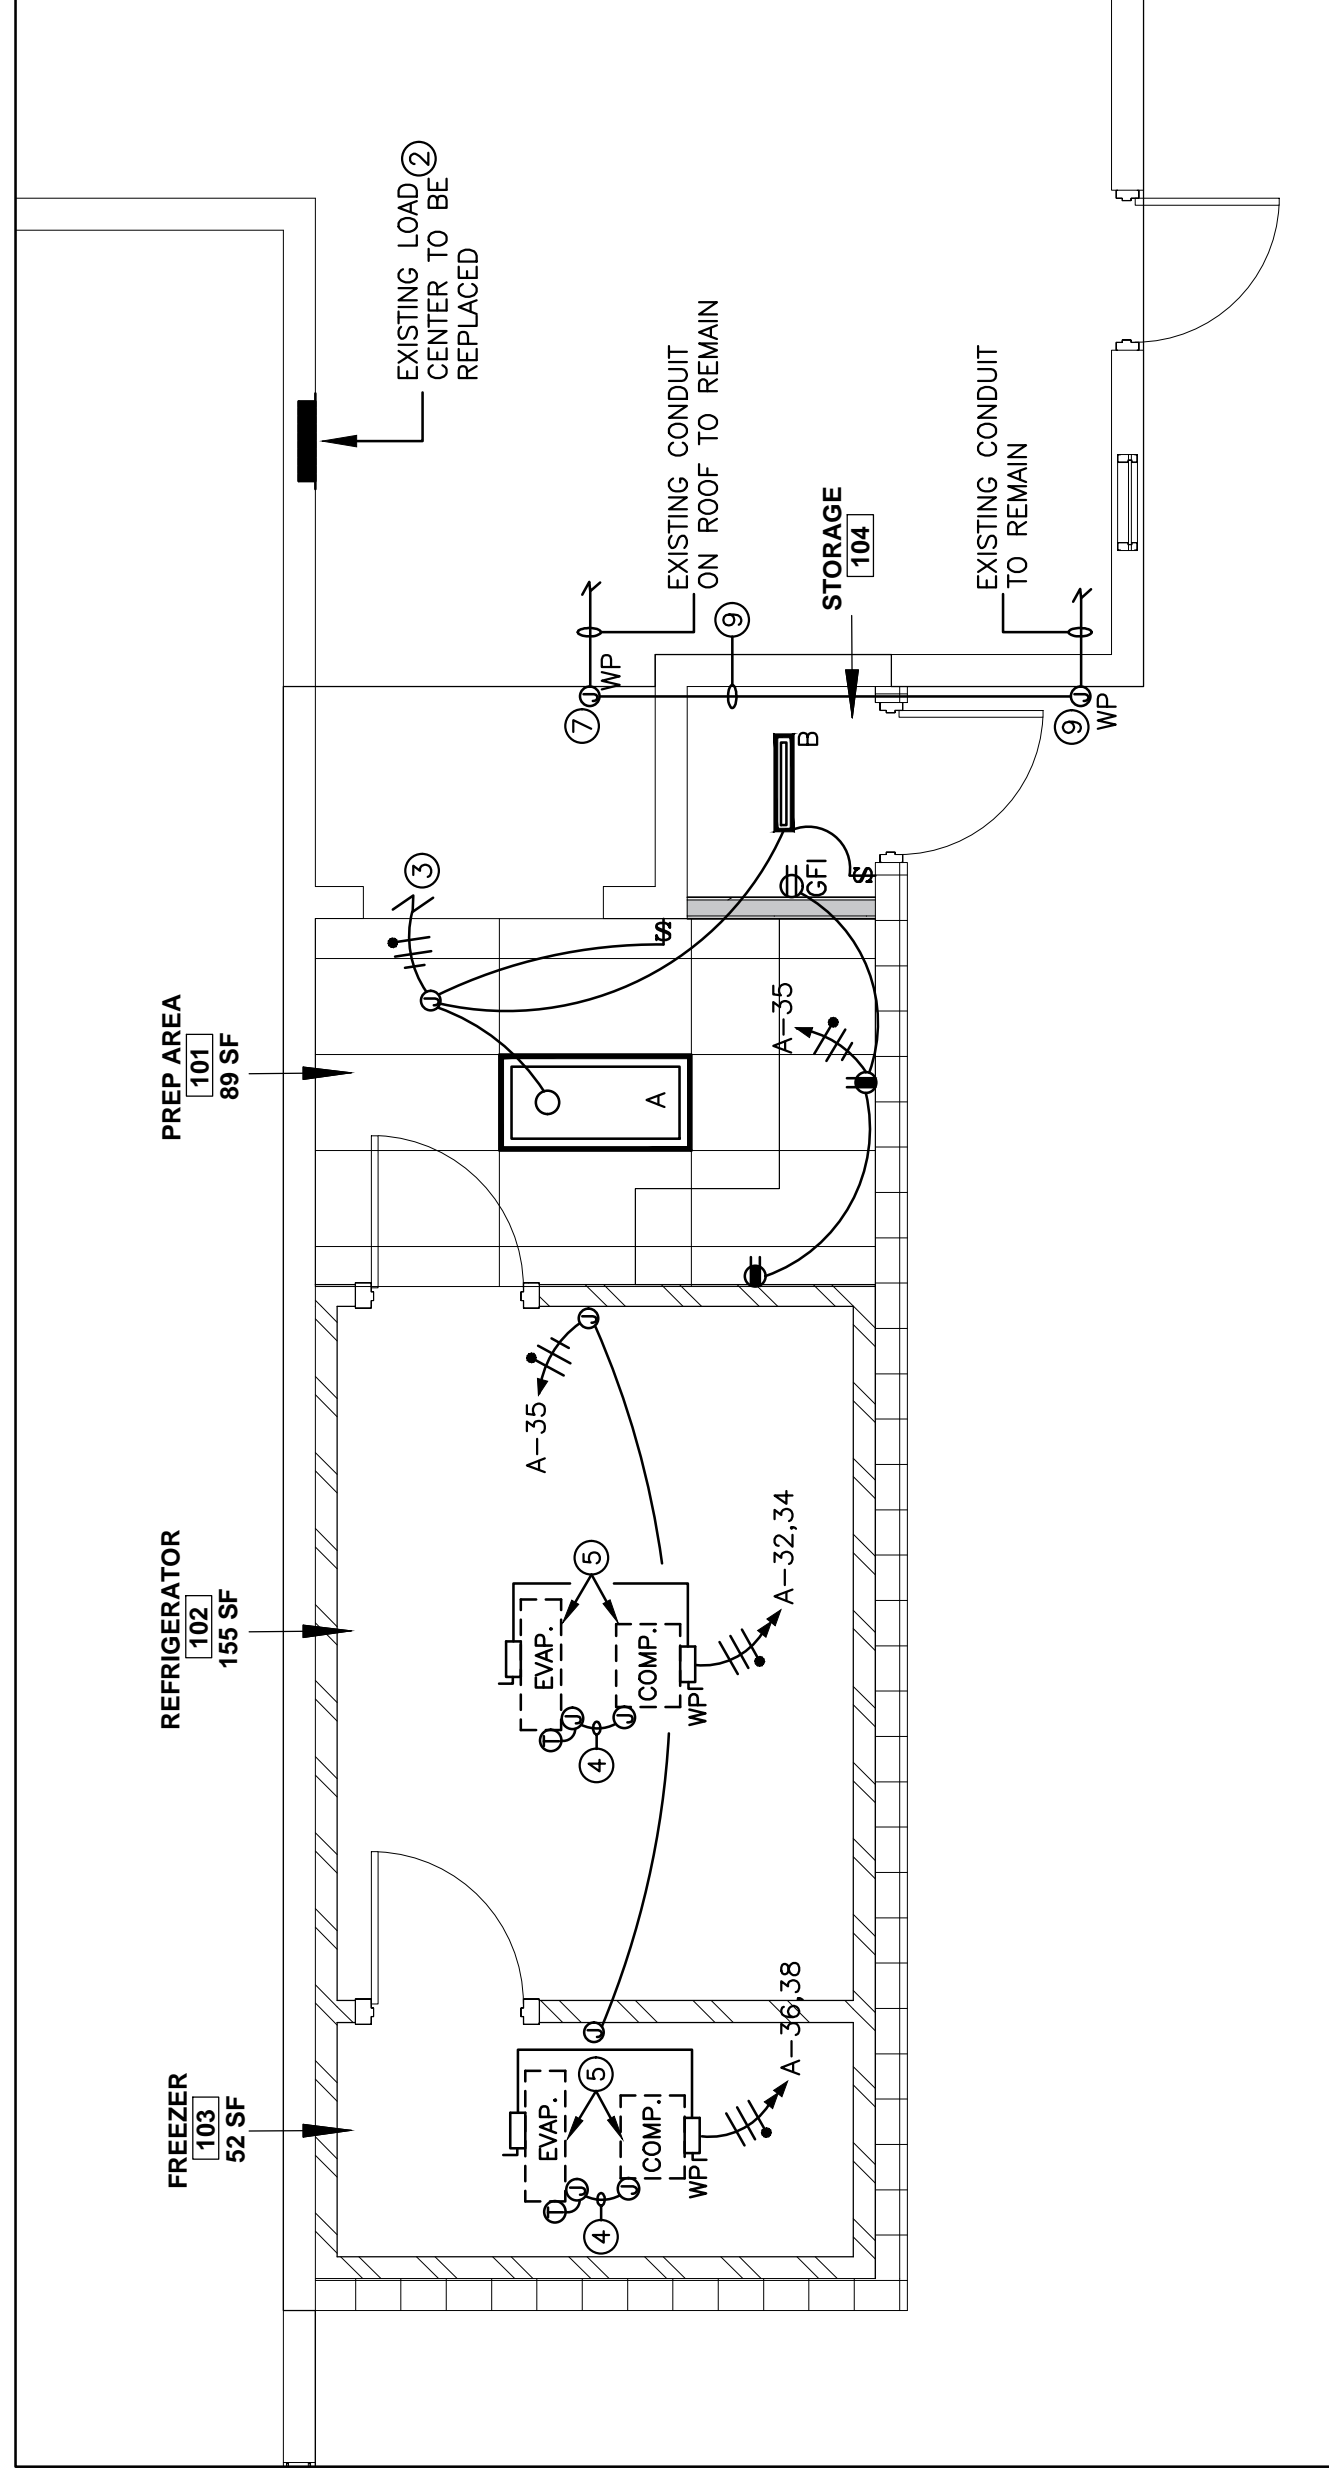 FREEZER
103
52 SF
REFRIGERATOR
102
155 SF
PREP AREA
101
89 SF
EXISTING LOAD
CENTER TO BE
REPLACED
2
3
EXISTING CONDUIT
ON ROOF TO REMAIN
7
J
WP
9
STORAGE
104
EXISTING CONDUIT
TO REMAIN
9
J
WP
B
GFI
$
$
J
A
A-35
J
A-35
5
EVAP.
COMP.
WP
A-32,34
T
J
J
4
J
5
EVAP.
COMP.
WP
A-36,38
T
J
J
4